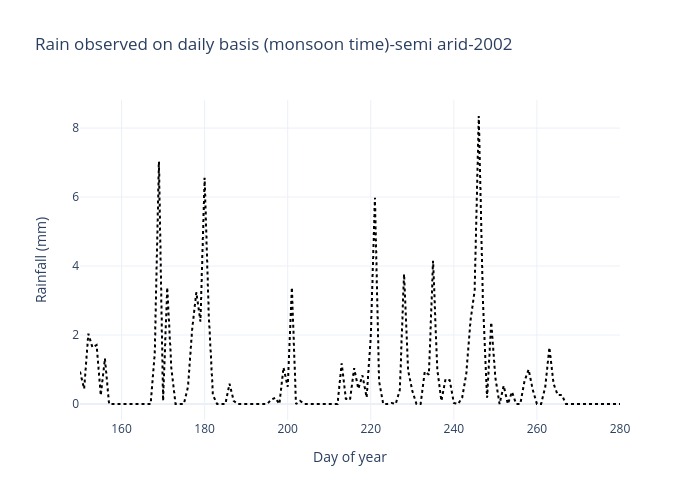 Rain observed on daily basis (monsoon time)-semi arid-2002
8
6
4
2
0
Rainfall (mm)
160 180 200 220 240 260 280
Day of year